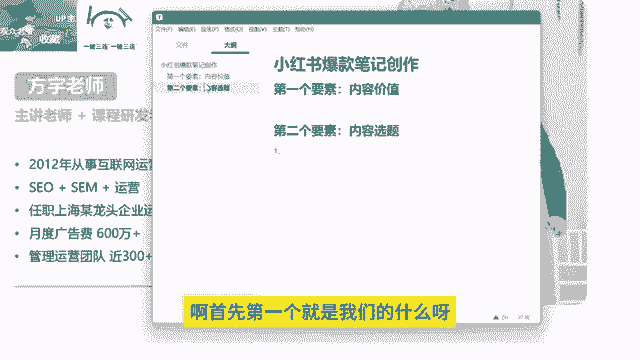 UP主
收藏
一键三连 一键三连
文件(F) 编辑(E) 段落(P) 格式(O) 视图(V) 主题(T) 帮助(H)
文件 大纲
小红书爆款笔记创作
第一个要素：内容价值
第二个要素：内容选题
小红书爆款笔记创作
第一个要素：内容价值
第二个要素：内容选题
1、
方字老师
主讲老师 + 课程研发
2012年从事互联网运营
SEO + SEM + 运营
任职上海某龙头企业运
月度广告费 600万+
管理运营团队 近300+
啊首先第一个就是我们的什么呀